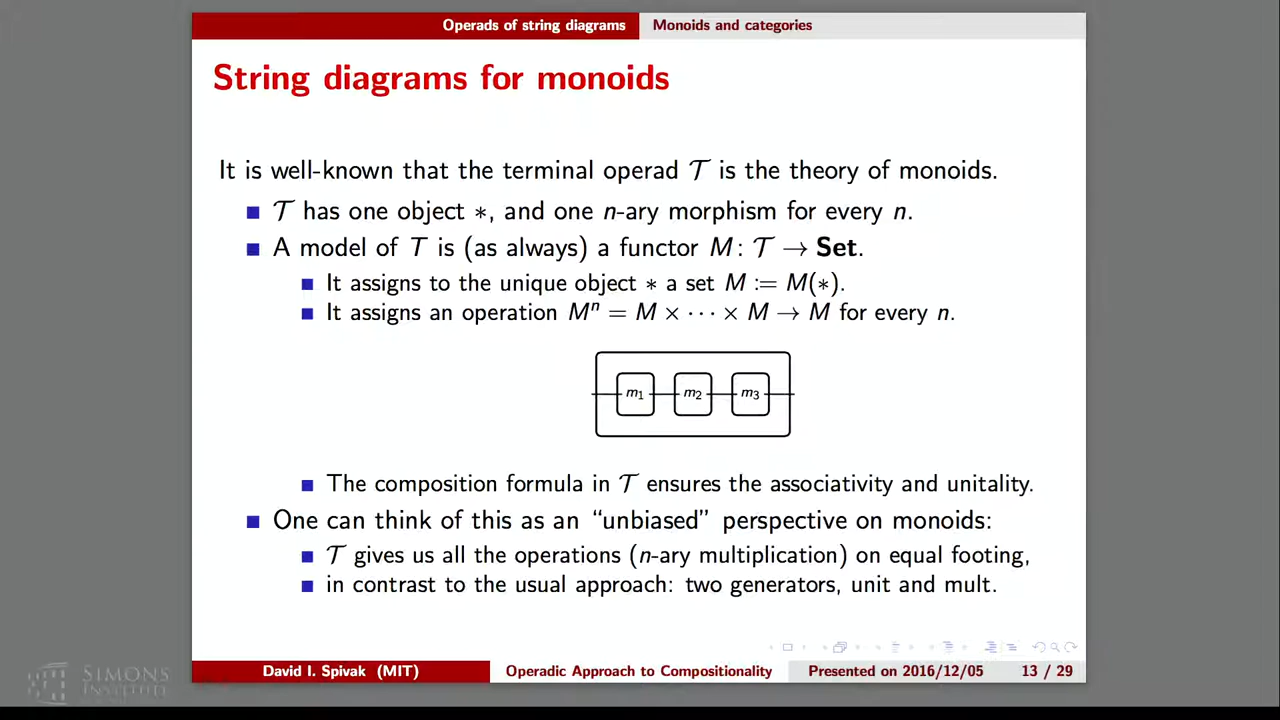 Operads of string diagrams Monoids and categories
String diagrams for monoids
It is well-known that the terminal operad 𝒯 is the theory of monoids.
𝒯 has one object ∗, and one n-ary morphism for every n.
A model of T is (as always) a functor M: 𝒯 → Set.
It assigns to the unique object ∗ a set M := M(∗).
It assigns an operation Mⁿ = M × · · · × M → M for every n.
m₁ m₂ m₃
The composition formula in 𝒯 ensures the associativity and unitality.
One can think of this as an “unbiased” perspective on monoids:
𝒯 gives us all the operations (n-ary multiplication) on equal footing,
in contrast to the usual approach: two generators, unit and mult.
David I. Spivak (MIT) Operadic Approach to Compositionality Presented on 2016/12/05 13 / 29
SIMONS
INSTITUTE